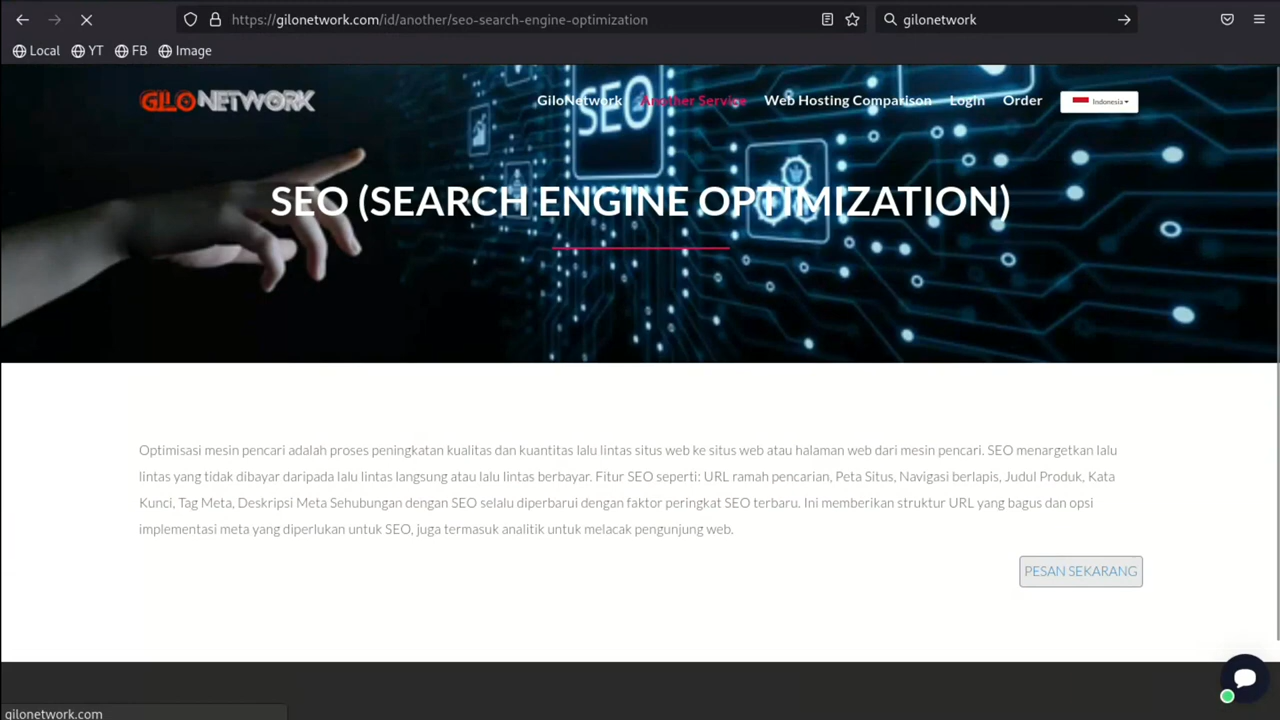 https://gilonetwork.com/id/another/seo-search-engine-optimization
gilonetwork
Local
YT
FB
Image
GILO NETWORK
GiloNetwork
Another Service
Web Hosting Comparison
Login
Order
Indonesia
SEO
SEO (SEARCH ENGINE OPTIMIZATION)
Optimisasi mesin pencari adalah proses peningkatan kualitas dan kuantitas lalu lintas situs web ke situs web atau halaman web dari mesin pencari. SEO menargetkan lalu
lintas yang tidak dibayar daripada lalu lintas langsung atau lalu lintas berbayar. Fitur SEO seperti: URL ramah pencarian, Peta Situs, Navigasi berlapis, Judul Produk, Kata
Kunci, Tag Meta, Deskripsi Meta Sehubungan dengan SEO selalu diperbarui dengan faktor peringkat SEO terbaru. Ini memberikan struktur URL yang bagus dan opsi
implementasi meta yang diperlukan untuk SEO, juga termasuk analitik untuk melacak pengunjung web.
PESAN SEKARANG
gilonetwork.com